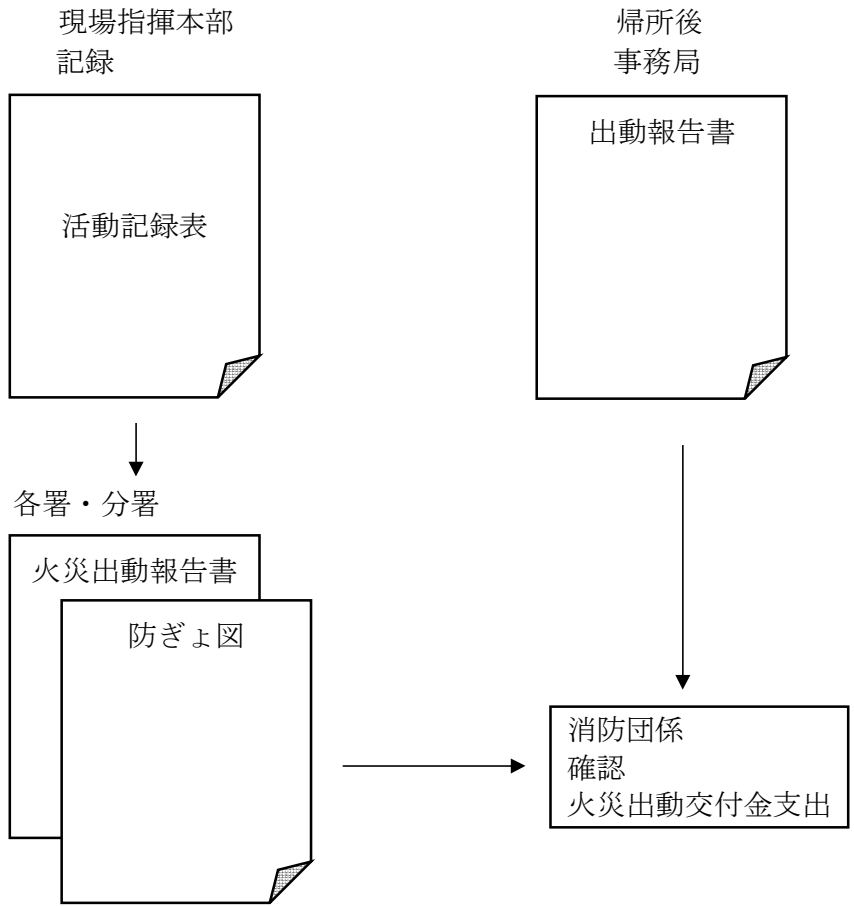 現場指揮本部
記録
活動記録表
各署・分署
火災出動報告書
防ぎょ図
帰所後
事務局
出動報告書
消防団係
確認
火災出動交付金支出